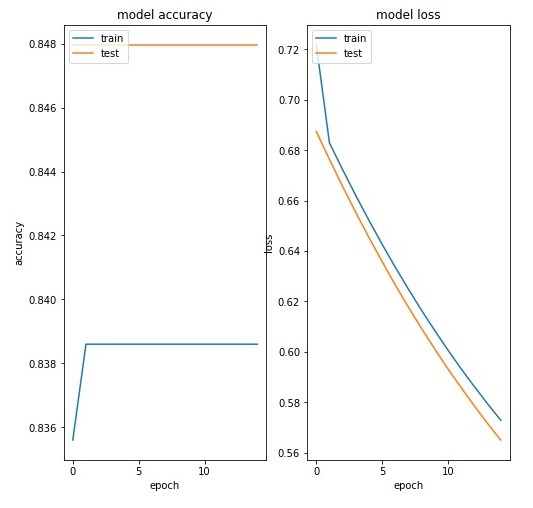 model accuracy
train
test
0.848
0.846
0.844
0.842
0.840
0.838
0.836
accuracy
0
5
10
epoch
model loss
train
test
0.72
0.70
0.68
0.66
0.64
0.62
0.60
0.58
0.56
loss
0
5
10
epoch